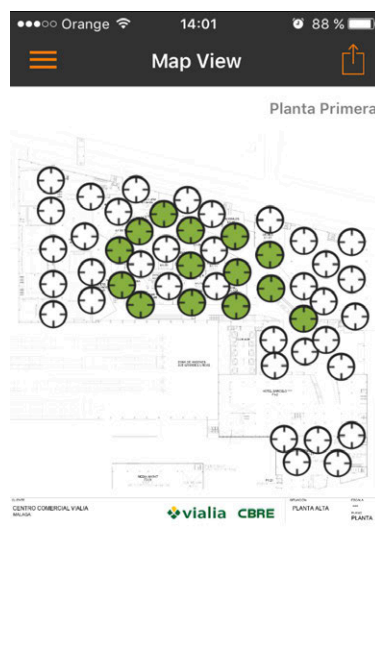 Orange 14:01 88 %
Map View
Planta Primera
CENTRO COMERCIAL VIALIA
MALAGA
vialia CBRE
PLANTA ALTA
PLANTA